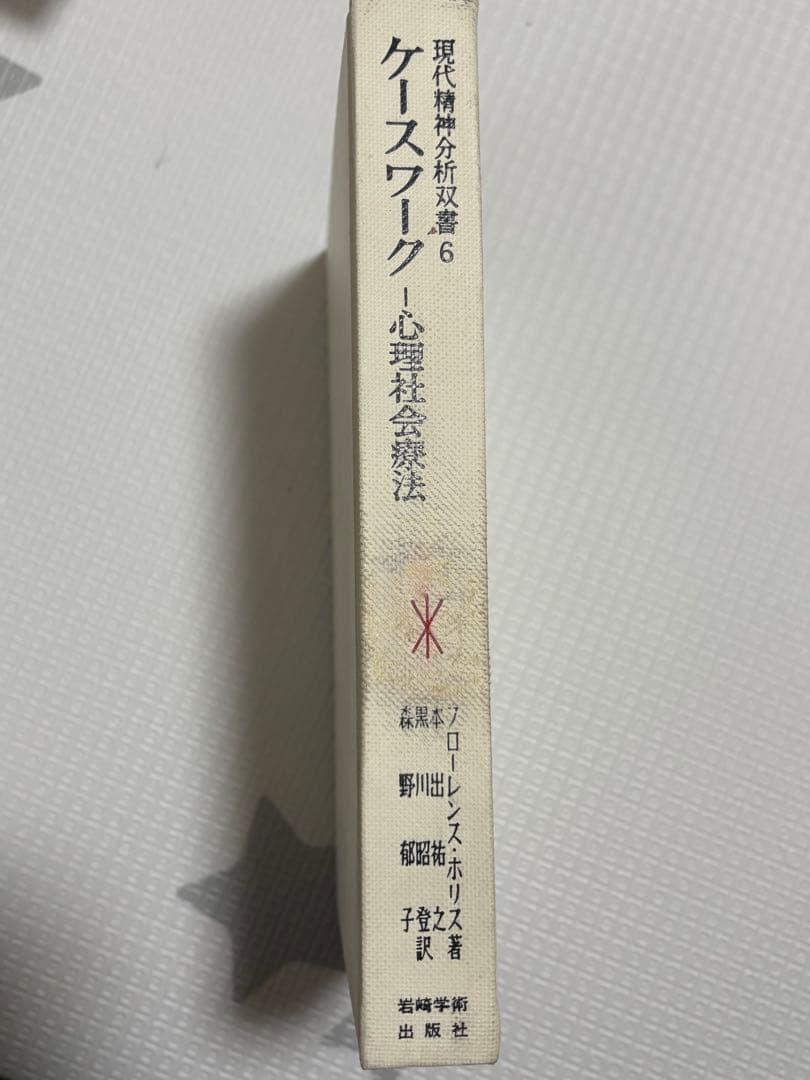 現代精神分析双書6
ケースワーク-心理社会療法
フローレンス・ホリス著
本出祐之
黒川昭登訳
森野郁子
岩崎学術
出版社